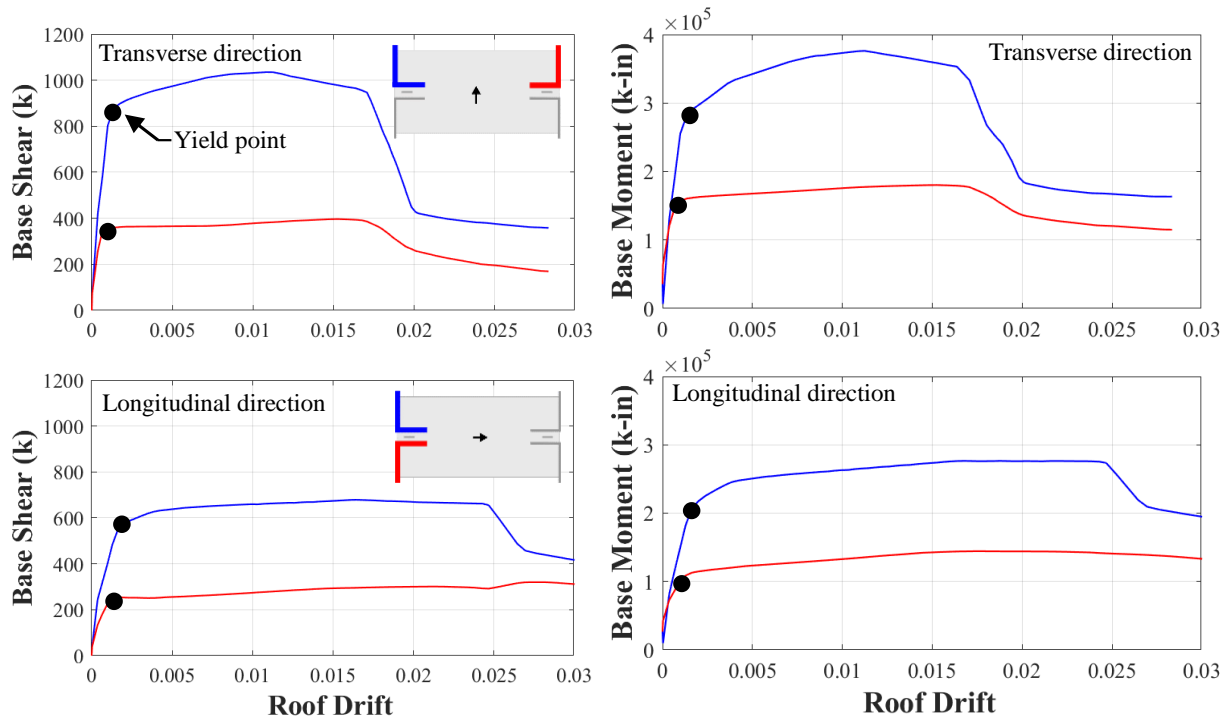 1200
1000
800
600
400
200
0
Base Shear (k)
Transverse direction
Yield point
0 0.005 0.01 0.015 0.02 0.025 0.03
×10⁵
4
3
2
1
0
Base Moment (k-in)
Transverse direction
0 0.005 0.01 0.015 0.02 0.025 0.03
1200
1000
800
600
400
200
0
Base Shear (k)
Longitudinal direction
0 0.005 0.01 0.015 0.02 0.025 0.03
Roof Drift
×10⁵
4
3
2
1
0
Base Moment (k-in)
Longitudinal direction
0 0.005 0.01 0.015 0.02 0.025 0.03
Roof Drift